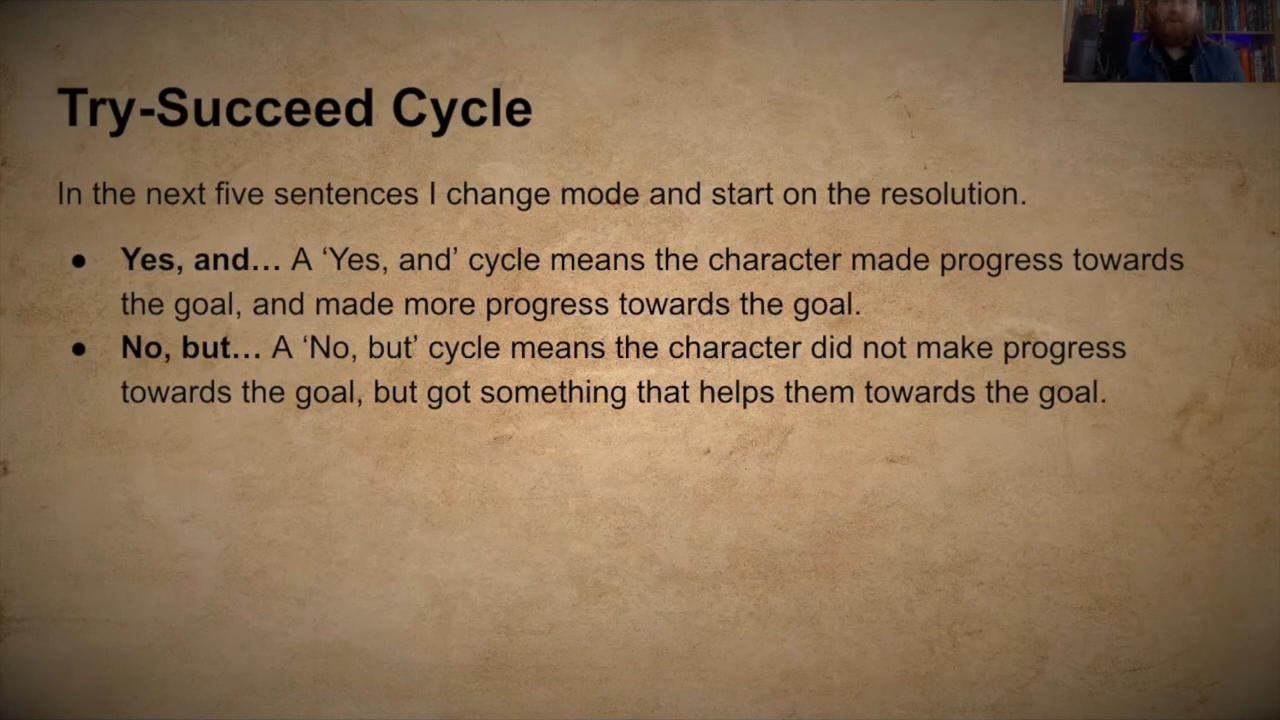 Try-Succeed Cycle
In the next five sentences I change mode and start on the resolution.
● Yes, and… A ‘Yes, and’ cycle means the character made progress towards
the goal, and made more progress towards the goal.
● No, but… A ‘No, but’ cycle means the character did not make progress
towards the goal, but got something that helps them towards the goal.